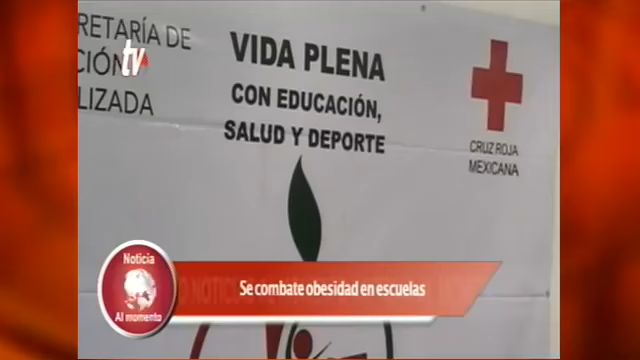 RETARÍA DE
CIÓN
LIZADA
tv
VIDA PLENA
CON EDUCACIÓN,
SALUD Y DEPORTE
CRUZ ROJA
MEXICANA
Noticia
Al momento
Se combate obesidad en escuelas